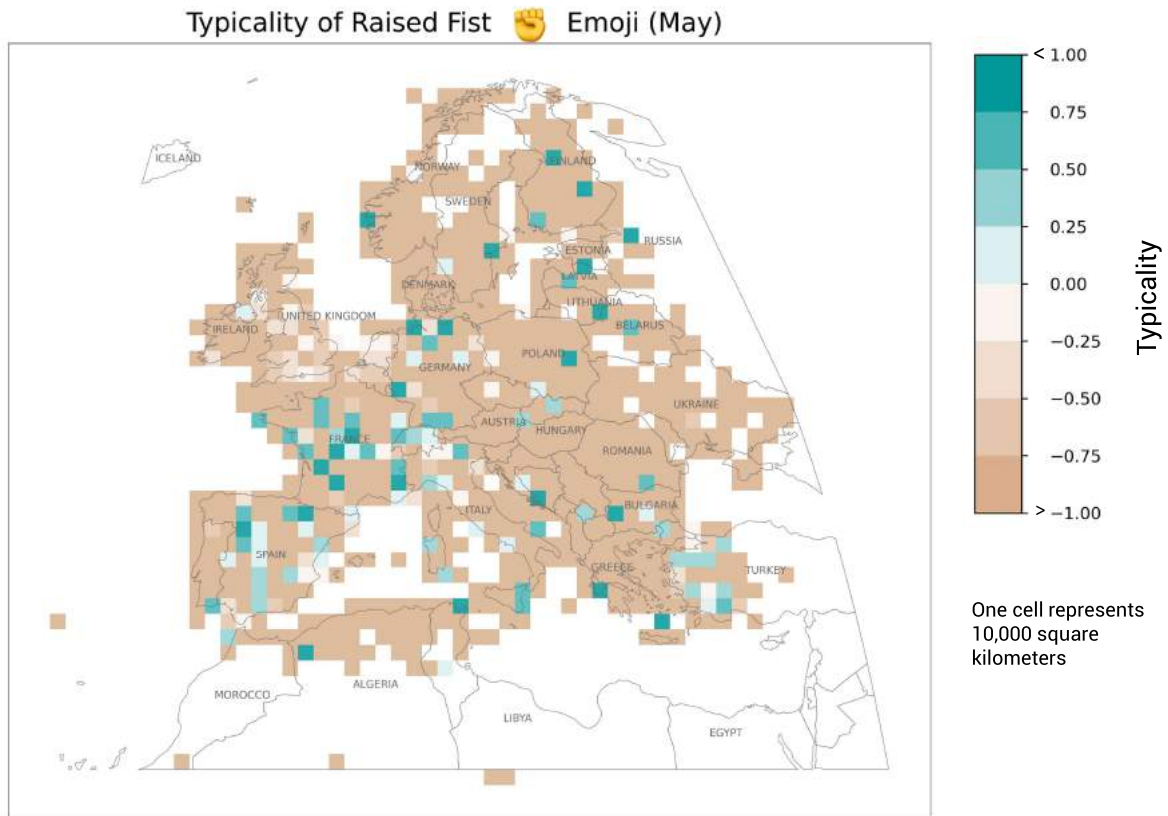 Typicality of Raised Fist ✊ Emoji (May)
ICELAND
FINLAND
NORWAY
SWEDEN
RUSSIA
ESTONIA
LATVIA
DENMARK
LITHUANIA
UNITED KINGDOM
IRELAND
BELARUS
POLAND
GERMANY
UKRAINE
AUSTRIA
HUNGARY
FRANCE
ROMANIA
ITALY
BULGARIA
SPAIN
GREECE
TURKEY
ALGERIA
MOROCCO
LIBYA
EGYPT
< 1.00
0.75
0.50
0.25
0.00
−0.25
−0.50
−0.75
> −1.00
Typicality
One cell represents
10,000 square
kilometers